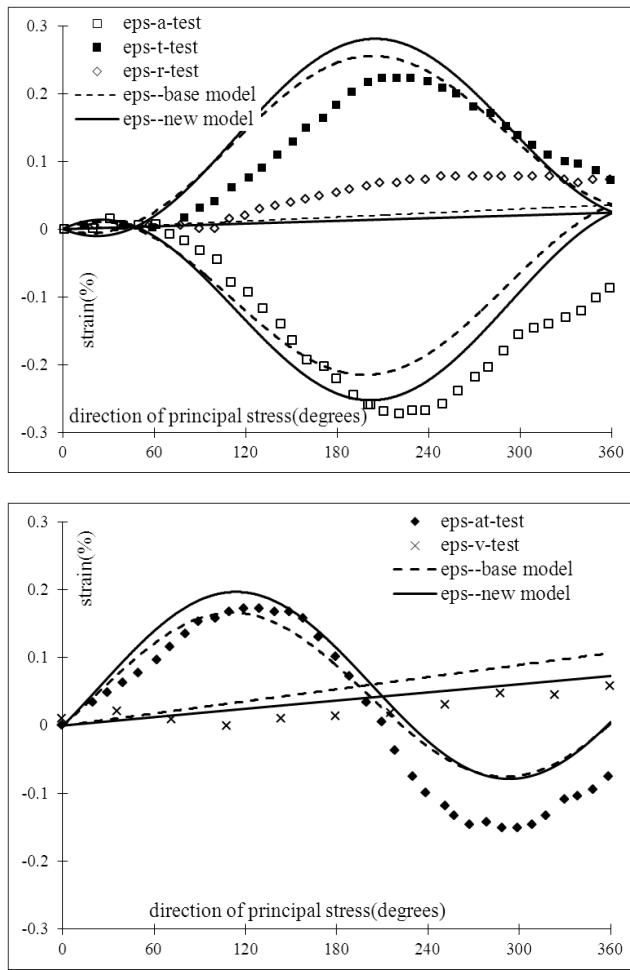 0.3
0.2
0.1
0
-0.1
-0.2
-0.3
eps-a-test
eps-t-test
eps-r-test
eps--base model
eps--new model
strain(%)
direction of principal stress(degrees)
0 60 120 180 240 300 360
0.3
0.2
0.1
0
-0.1
-0.2
-0.3
strain(%)
eps-at-test
eps-v-test
eps--base model
eps--new model
direction of principal stress(degrees)
0 60 120 180 240 300 360